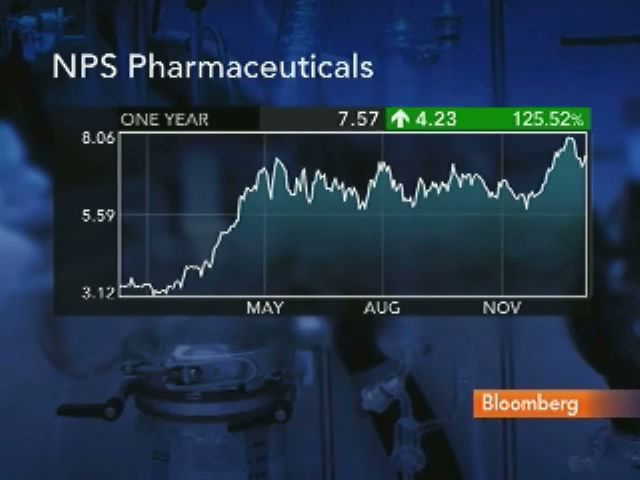 NPS Pharmaceuticals
ONE YEAR 7.57 4.23 125.52%
8.06
5.59
3.12
MAY AUG NOV
Bloomberg